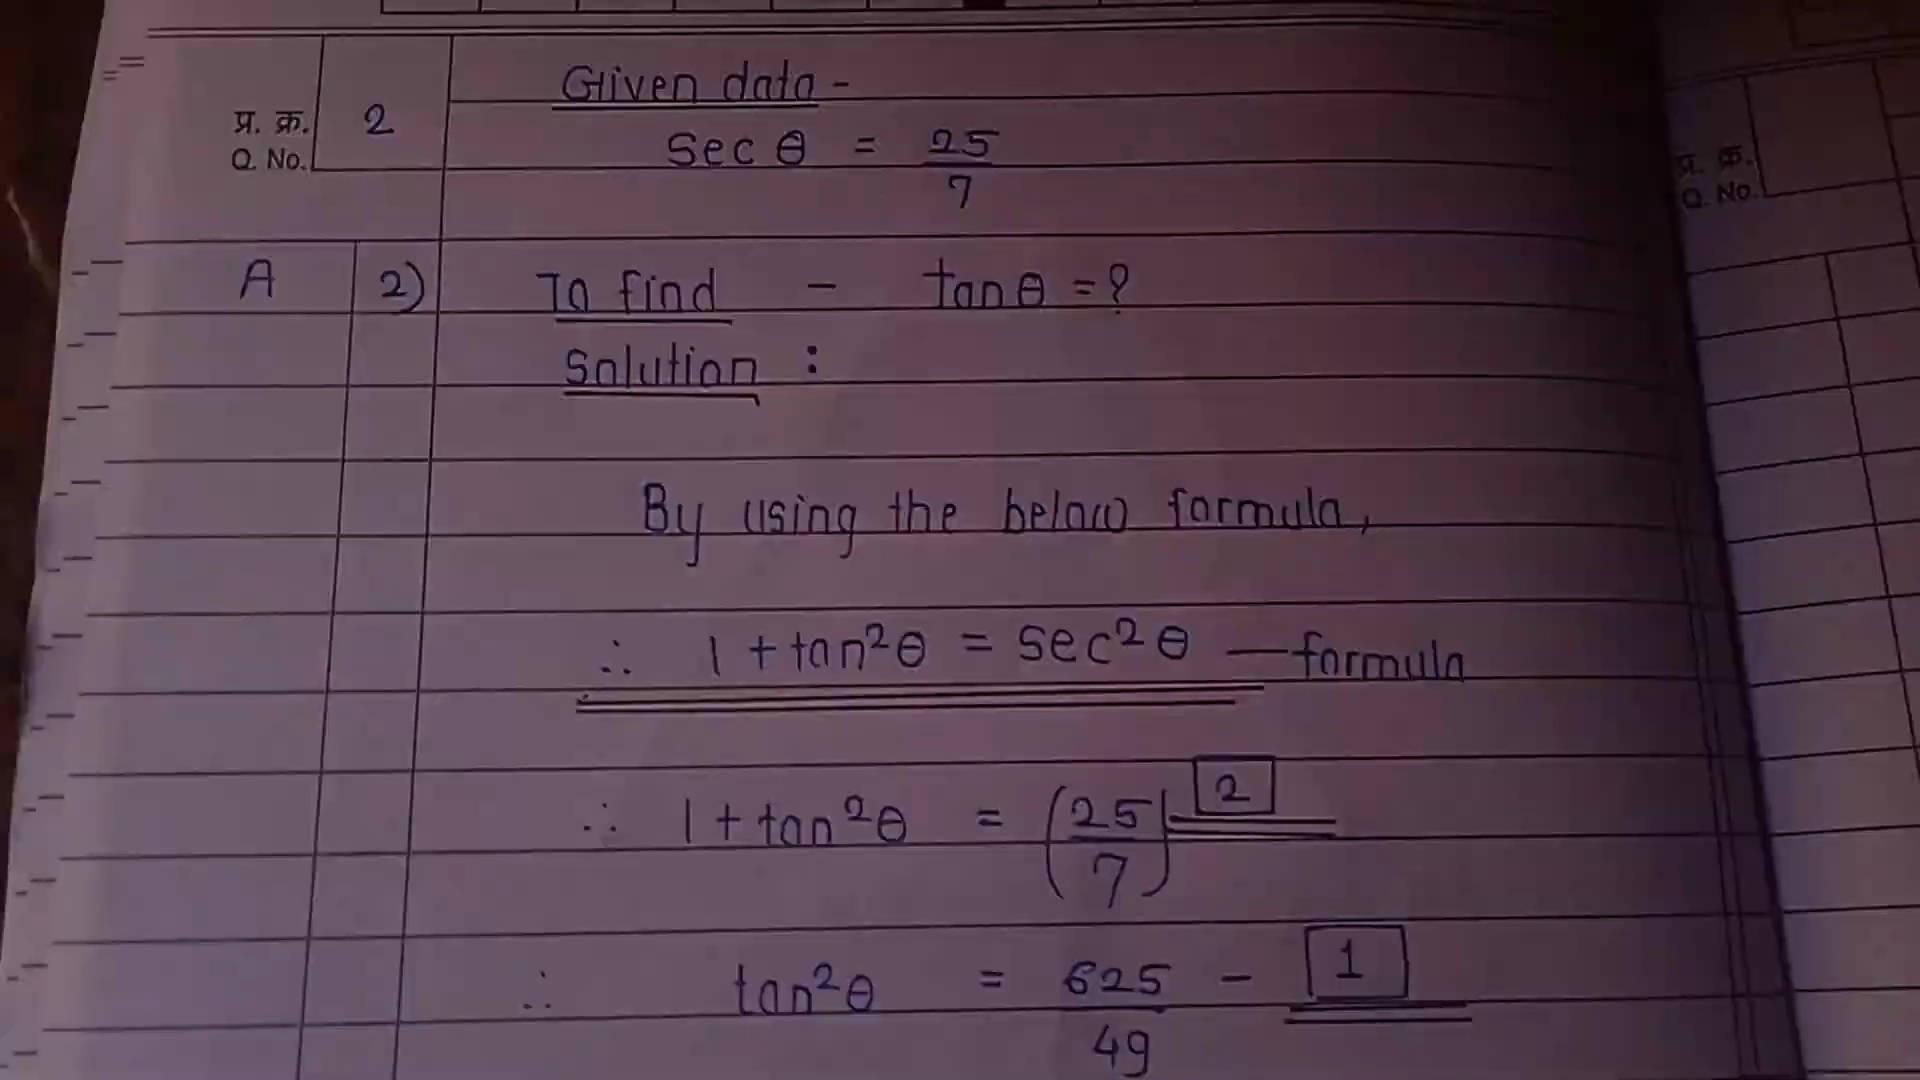 Given data -
प्र. क्र. 2
Q. No.
sec θ = 25/7
प्र. क्र.
Q. No.
A 2) To find - tan θ = ?
Solution :
By using the below formula,
∴ 1 + tan²θ = sec²θ — formula
∴ 1 + tan²θ = (25/7)²
∴ tan²θ = 625/49 - 1